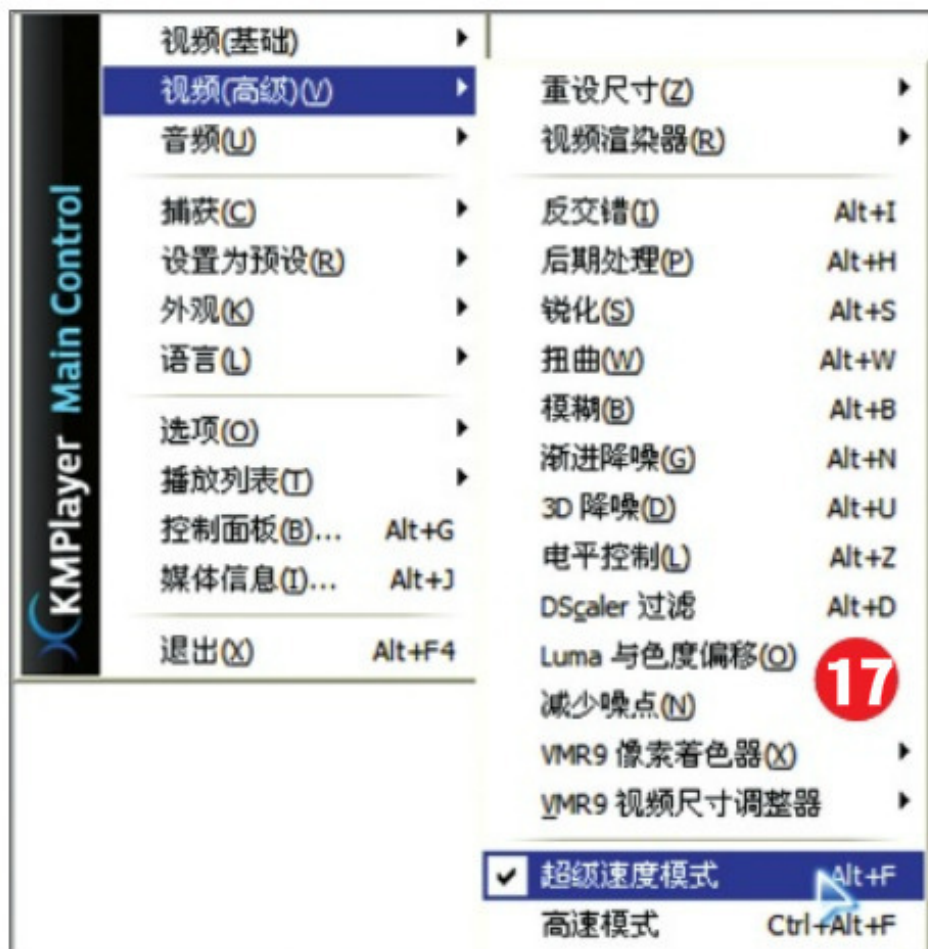 KMPlayer Main Control
视频(基础)
视频(高级)(V)
音频(U)
捕获(C)
设置为预设(R)
外观(K)
语言(L)
选项(O)
播放列表(T)
控制面板(B)... Alt+G
媒体信息(I)... Alt+J
退出(X) Alt+F4
重设尺寸(Z)
视频渲染器(R)
反交错(I) Alt+I
后期处理(P) Alt+H
锐化(S) Alt+S
扭曲(W) Alt+W
模糊(B) Alt+B
渐进降噪(G) Alt+N
3D 降噪(D) Alt+U
电平控制(L) Alt+Z
DScaler 过滤 Alt+D
Luma 与色度偏移(O)
17
减少噪点(N)
VMR9 像索着色器(X)
VMR9 视频尺寸调整器
超级速度模式 Alt+F
高速模式 Ctrl+Alt+F